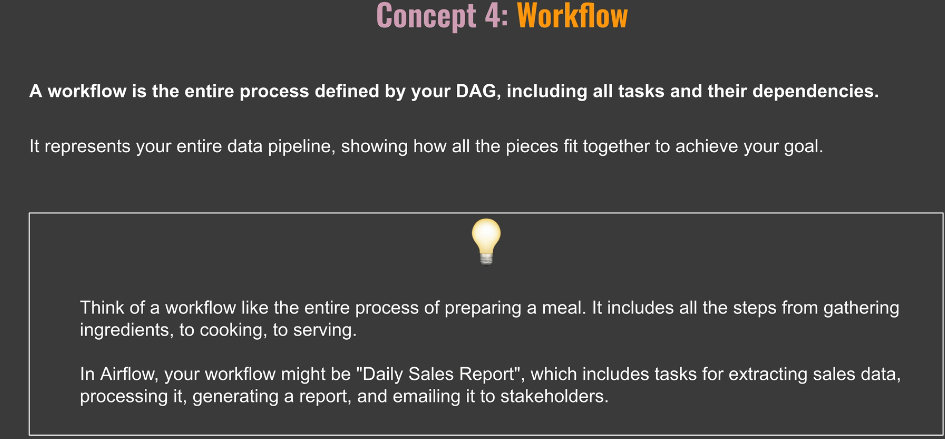 Concept 4: Workflow
A workflow is the entire process defined by your DAG, including all tasks and their dependencies.
It represents your entire data pipeline, showing how all the pieces fit together to achieve your goal.
Think of a workflow like the entire process of preparing a meal. It includes all the steps from gathering
ingredients, to cooking, to serving.
In Airflow, your workflow might be "Daily Sales Report", which includes tasks for extracting sales data,
processing it, generating a report, and emailing it to stakeholders.